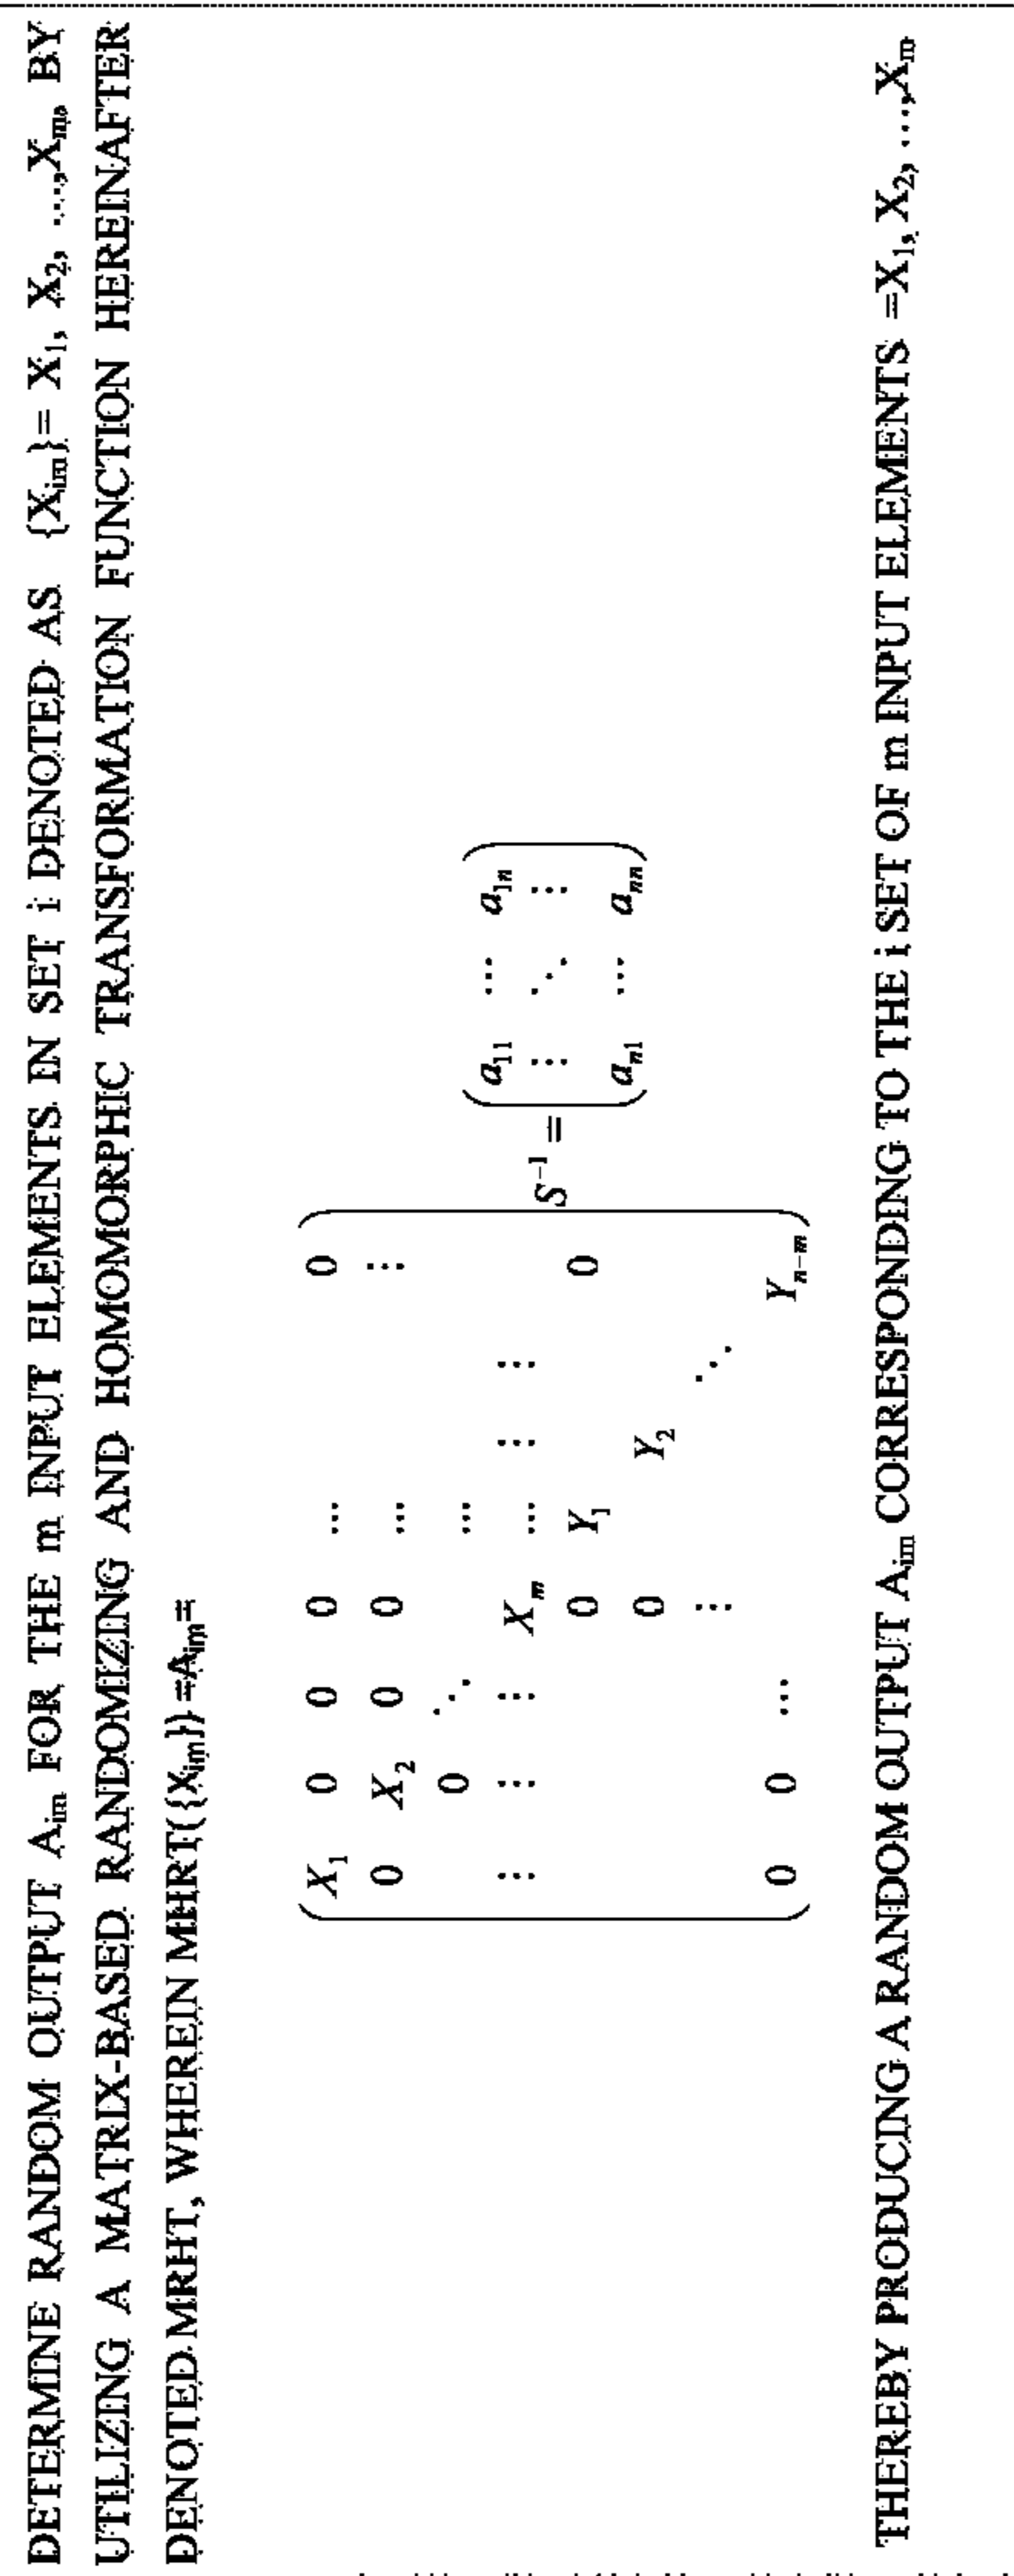 DETERMINE RANDOM OUTPUT A_im FOR THE m INPUT ELEMENTS IN SET i DENOTED AS {X_im}= X_1, X_2, ...,X_m, BY
UTILIZING A MATRIX-BASED RANDOMIZING AND HOMOMORPHIC TRANSFORMATION FUNCTION HEREINAFTER
DENOTED MRHT, WHEREIN MHRT({X_im}) =A_im=
X_1 0 0 0 ... 0
0 X_2 0 0 ... ⋮
0 ⋱ ...
⋮ ⋮ ⋮ X_m ... ⋮ ⋮
0 Y_1 0
0 Y_2
⋮ ⋱
0 0 ... Y_{n-m}
S^{-1} =
a_11 ... a_1n
⋮ ⋱ ⋮
a_n1 ... a_nn
THEREBY PRODUCING A RANDOM OUTPUT A_im CORRESPONDING TO THE i SET OF m INPUT ELEMENTS =X_1, X_2, ...,X_m